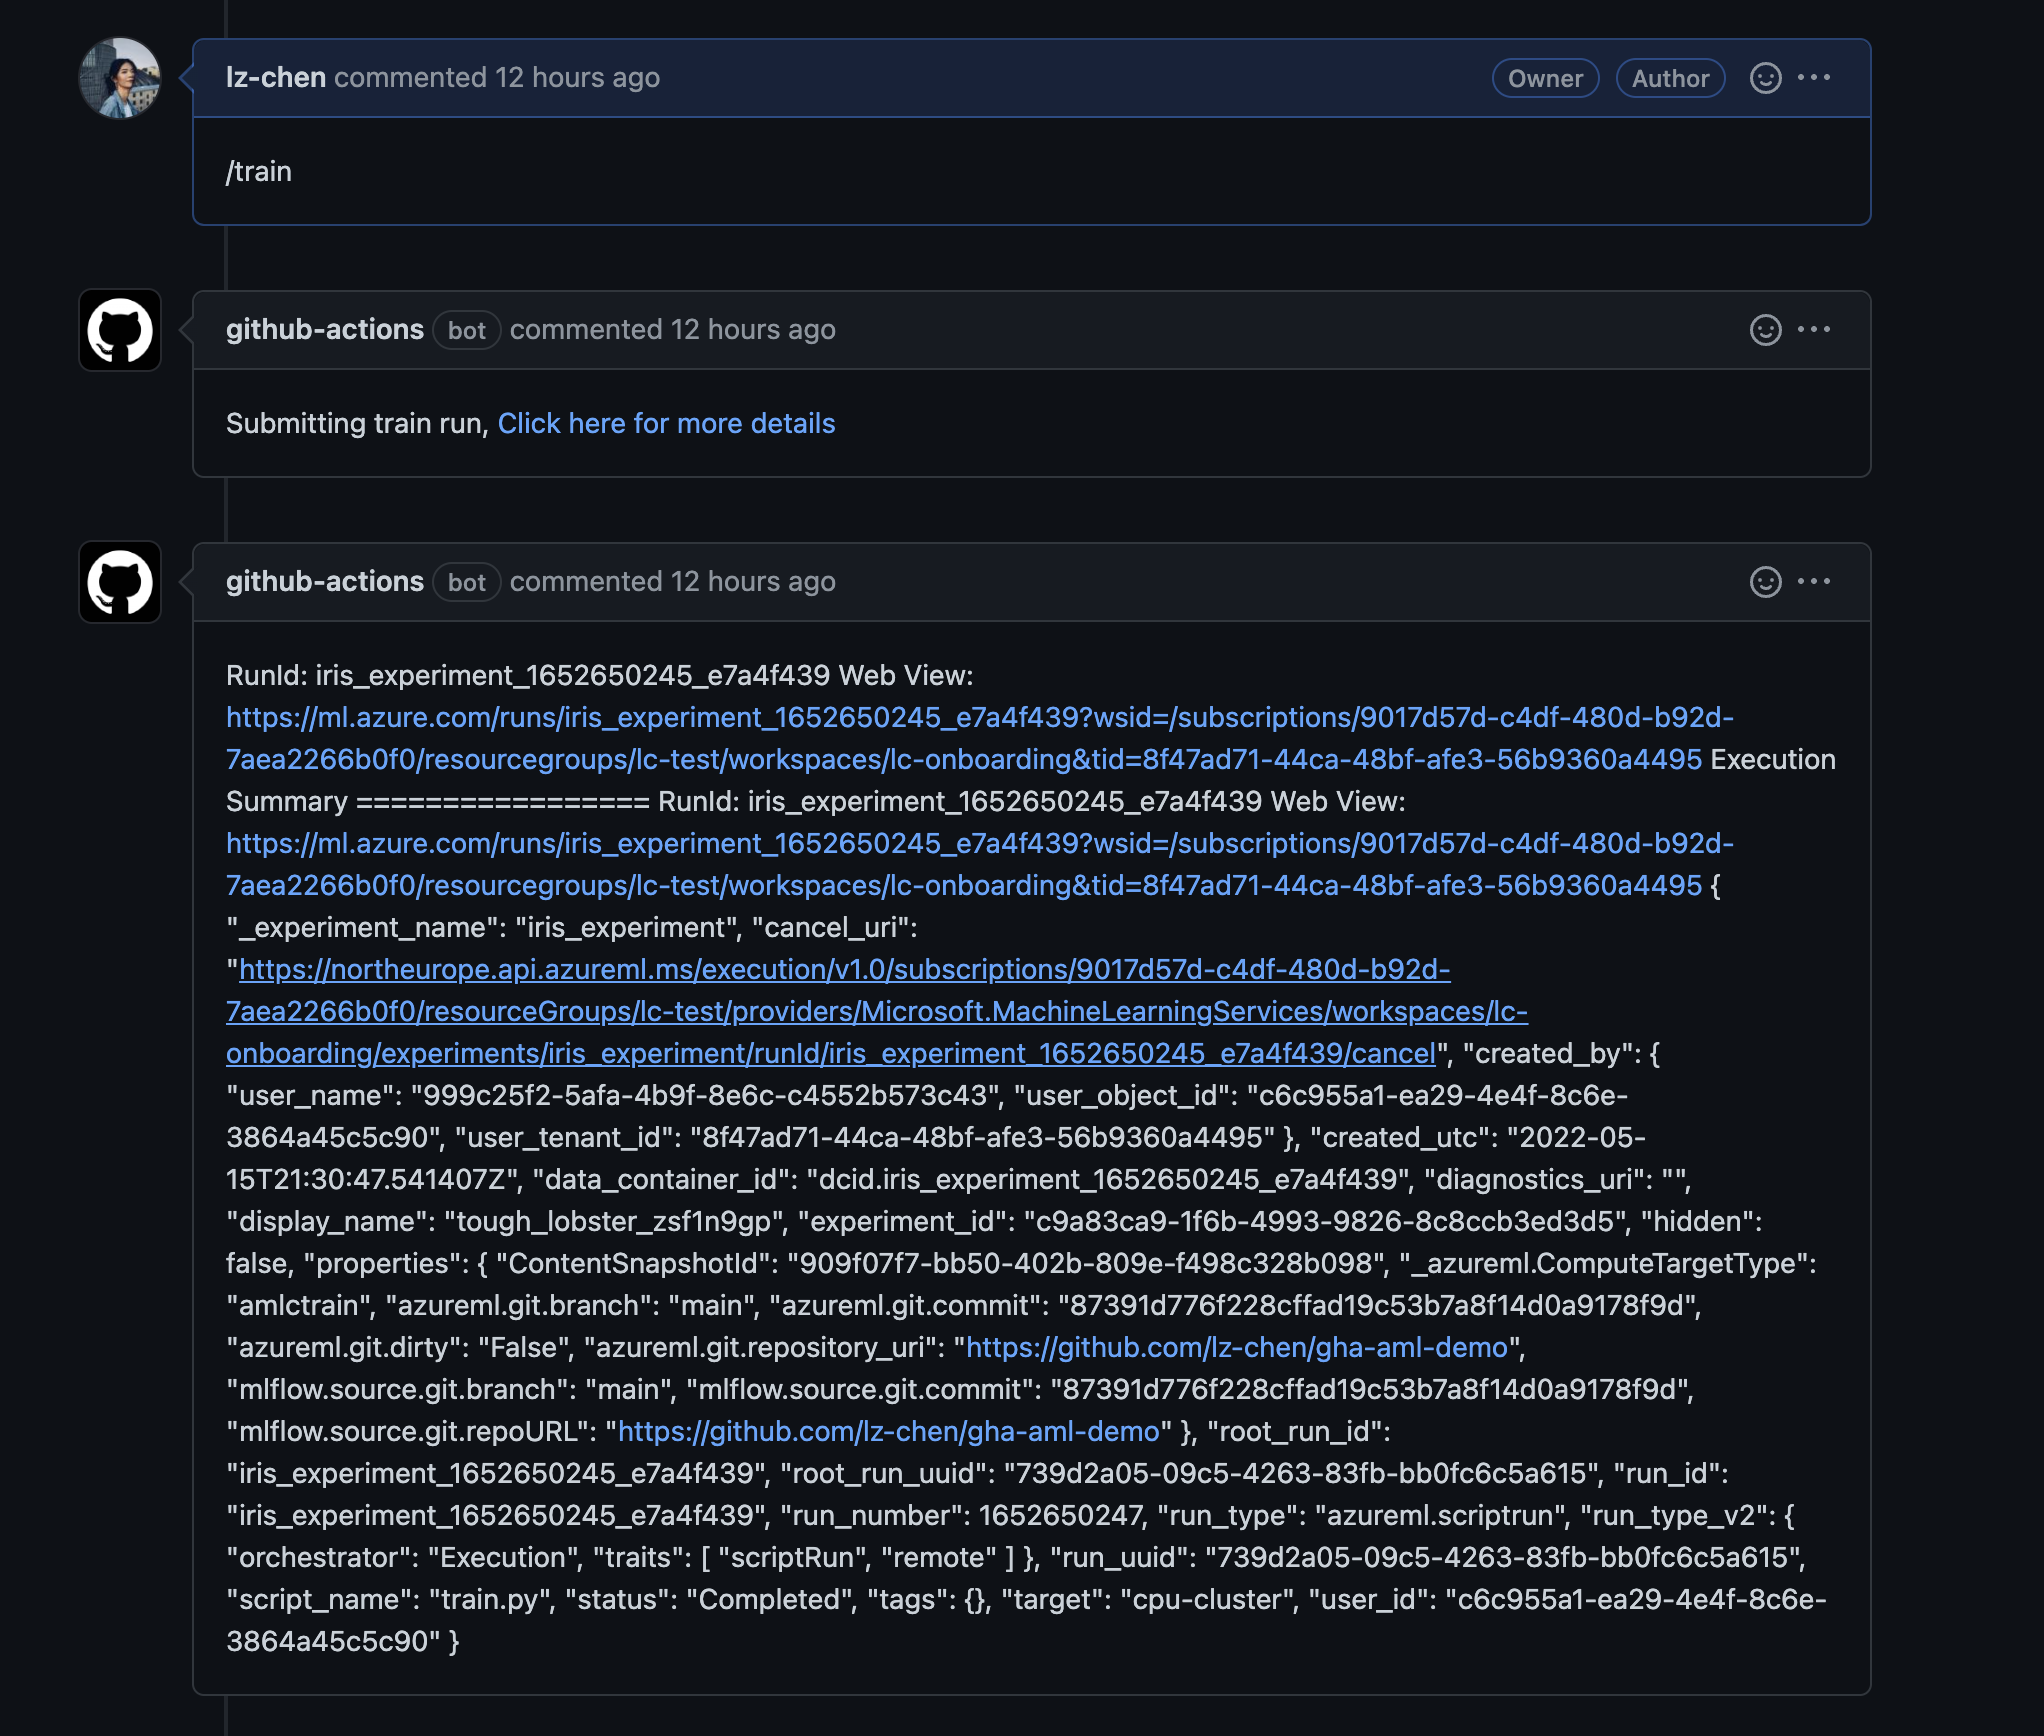 lz-chen commented 12 hours ago Owner Author
/train
github-actions bot commented 12 hours ago
Submitting train run, Click here for more details
github-actions bot commented 12 hours ago
RunId: iris_experiment_1652650245_e7a4f439 Web View:
https://ml.azure.com/runs/iris_experiment_1652650245_e7a4f439?wsid=/subscriptions/9017d57d-c4df-480d-b92d-
7aea2266b0f0/resourcegroups/lc-test/workspaces/lc-onboarding&tid=8f47ad71-44ca-48bf-afe3-56b9360a4495 Execution
Summary ================= RunId: iris_experiment_1652650245_e7a4f439 Web View:
https://ml.azure.com/runs/iris_experiment_1652650245_e7a4f439?wsid=/subscriptions/9017d57d-c4df-480d-b92d-
7aea2266b0f0/resourcegroups/lc-test/workspaces/lc-onboarding&tid=8f47ad71-44ca-48bf-afe3-56b9360a4495 {
"_experiment_name": "iris_experiment", "cancel_uri":
"https://northeurope.api.azureml.ms/execution/v1.0/subscriptions/9017d57d-c4df-480d-b92d-
7aea2266b0f0/resourceGroups/lc-test/providers/Microsoft.MachineLearningServices/workspaces/lc-
onboarding/experiments/iris_experiment/runId/iris_experiment_1652650245_e7a4f439/cancel", "created_by": {
"user_name": "999c25f2-5afa-4b9f-8e6c-c4552b573c43", "user_object_id": "c6c955a1-ea29-4e4f-8c6e-
3864a45c5c90", "user_tenant_id": "8f47ad71-44ca-48bf-afe3-56b9360a4495" }, "created_utc": "2022-05-
15T21:30:47.541407Z", "data_container_id": "dcid.iris_experiment_1652650245_e7a4f439", "diagnostics_uri": "",
"display_name": "tough_lobster_zsf1n9gp", "experiment_id": "c9a83ca9-1f6b-4993-9826-8c8ccb3ed3d5", "hidden":
false, "properties": { "ContentSnapshotId": "909f07f7-bb50-402b-809e-f498c328b098", "_azureml.ComputeTargetType":
"amlctrain", "azureml.git.branch": "main", "azureml.git.commit": "87391d776f228cffad19c53b7a8f14d0a9178f9d",
"azureml.git.dirty": "False", "azureml.git.repository_uri": "https://github.com/lz-chen/gha-aml-demo",
"mlflow.source.git.branch": "main", "mlflow.source.git.commit": "87391d776f228cffad19c53b7a8f14d0a9178f9d",
"mlflow.source.git.repoURL": "https://github.com/lz-chen/gha-aml-demo" }, "root_run_id":
"iris_experiment_1652650245_e7a4f439", "root_run_uuid": "739d2a05-09c5-4263-83fb-bb0fc6c5a615", "run_id":
"iris_experiment_1652650245_e7a4f439", "run_number": 1652650247, "run_type": "azureml.scriptrun", "run_type_v2": {
"orchestrator": "Execution", "traits": [ "scriptRun", "remote" ] }, "run_uuid": "739d2a05-09c5-4263-83fb-bb0fc6c5a615",
"script_name": "train.py", "status": "Completed", "tags": {}, "target": "cpu-cluster", "user_id": "c6c955a1-ea29-4e4f-8c6e-
3864a45c5c90" }